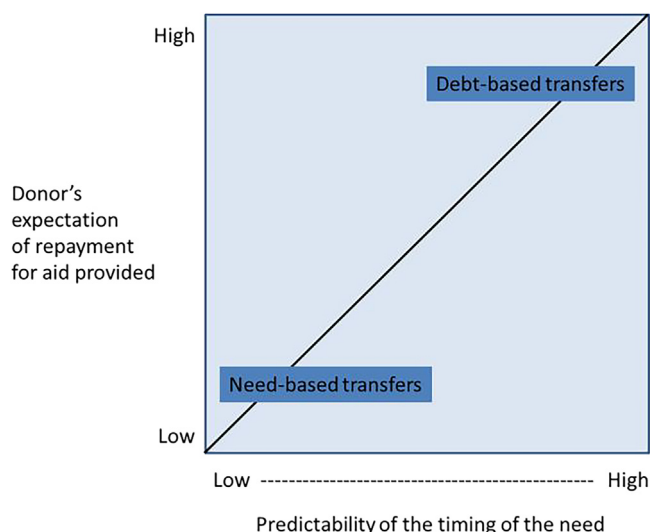 High
Debt-based transfers
Donor's
expectation
of repayment
for aid provided
Need-based transfers
Low
Low ---------------------------------------------------- High
Predictability of the timing of the need